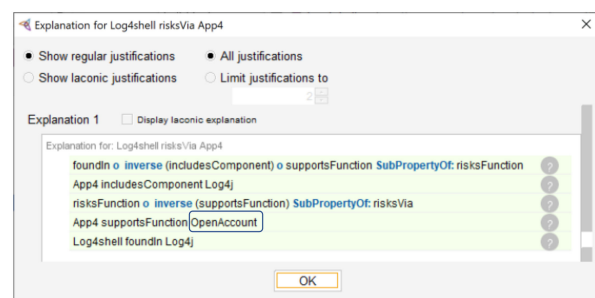 Explanation for Log4shell risksVia App4
Show regular justifications All justifications
Show laconic justifications Limit justifications to
2
Explanation 1 Display laconic explanation
Explanation for: Log4shell risksVia App4
foundIn o inverse (includesComponent) o supportsFunction SubPropertyOf: risksFunction ?
App4 includesComponent Log4j ?
risksFunction o inverse (supportsFunction) SubPropertyOf: risksVia ?
App4 supportsFunction OpenAccount ?
Log4shell foundIn Log4j ?
OK